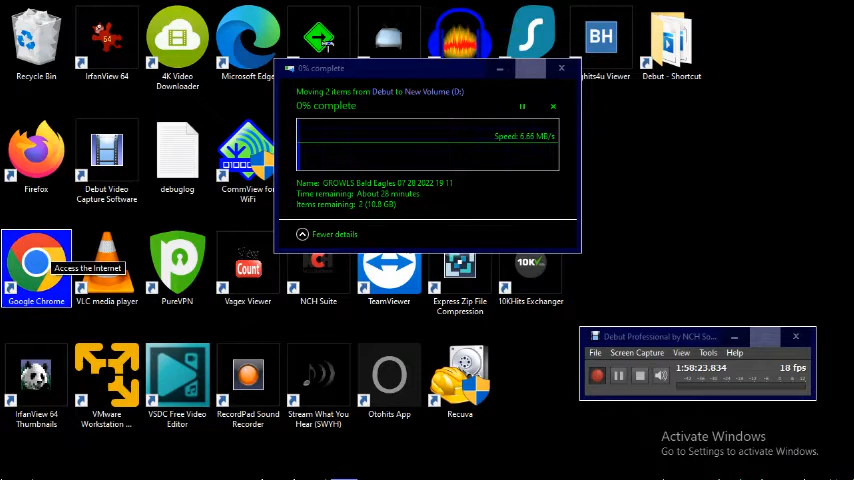 Recycle Bin
IrfanView 64
4K Video
Downloader
Microsoft Edge
BH
ghts4u Viewer
Debut - Shortcut
0% complete
Moving 2 items from Debut to New Volume (D:)
0% complete
Speed: 6.66 MB/s
Name: GROWLS Bald Eagles 07 28 2022 19 11
Time remaining: About 28 minutes
Items remaining: 2 (10.8 GB)
Fewer details
Firefox
Debut Video
Capture Software
debuglog
CommView for
WiFi
Access the Internet
Google Chrome
VLC media player
PureVPN
Count
Vagex Viewer
NCH Suite
TeamViewer
Express Zip File
Compression
10K
10KHits Exchanger
Debut Professional by NCH So...
File Screen Capture View Tools Help
1:58:23.834
18 fps
IrfanView 64
Thumbnails
VMware
Workstation ...
VSDC Free Video
Editor
RecordPad Sound
Recorder
Stream What You
Hear (SWYH)
Otohits App
Recuva
Activate Windows
Go to Settings to activate Windows.